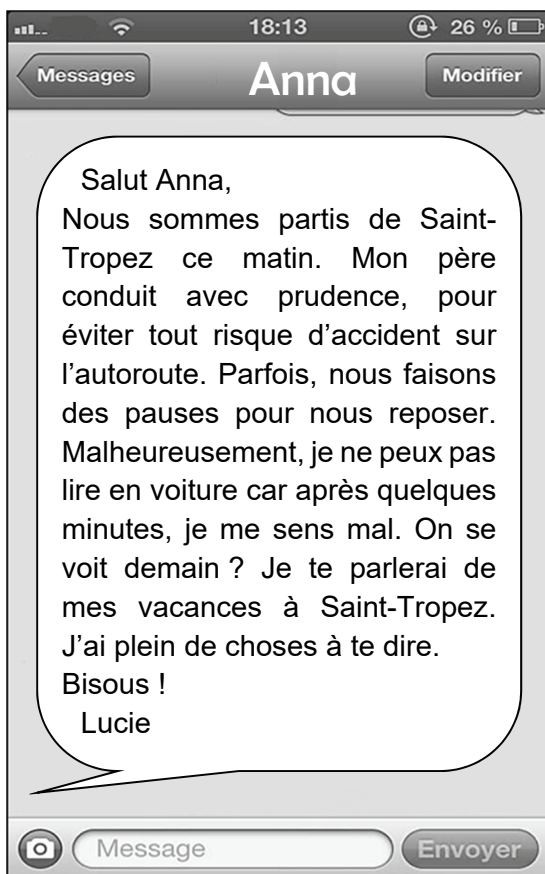 18:13 26 %
Messages Anna Modifier
Salut Anna,
Nous sommes partis de Saint-
Tropez ce matin. Mon père
conduit avec prudence, pour
éviter tout risque d’accident sur
l’autoroute. Parfois, nous faisons
des pauses pour nous reposer.
Malheureusement, je ne peux pas
lire en voiture car après quelques
minutes, je me sens mal. On se
voit demain ? Je te parlerai de
mes vacances à Saint-Tropez.
J’ai plein de choses à te dire.
Bisous !
Lucie
Message Envoyer